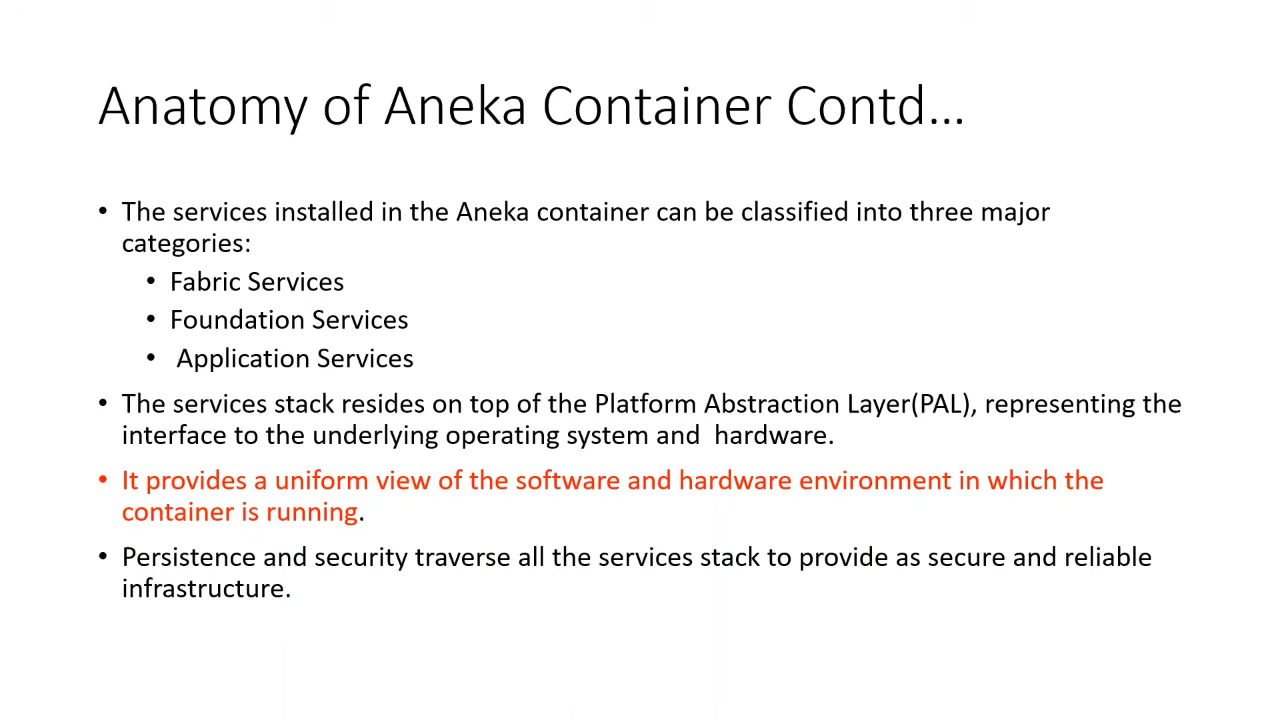 Anatomy of Aneka Container Contd...
• The services installed in the Aneka container can be classified into three major
categories:
• Fabric Services
• Foundation Services
• Application Services
• The services stack resides on top of the Platform Abstraction Layer(PAL), representing the
interface to the underlying operating system and  hardware.
• It provides a uniform view of the software and hardware environment in which the
container is running.
• Persistence and security traverse all the services stack to provide as secure and reliable
infrastructure.